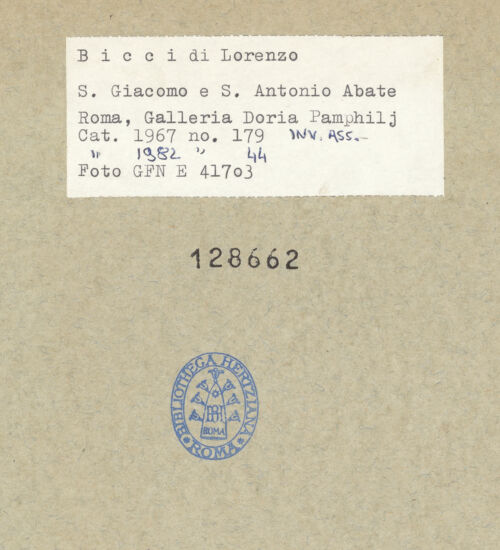 B i c c i di Lorenzo
S. Giacomo e S. Antonio Abate
Roma, Galleria Doria Pamphilj
Cat. 1967 no. 179 INV. ASS.-
" 1982 " 44
Foto GFN E 41703
128662
BIBLIOTHECA HERTZIANA
BH
ROMA
ROMA